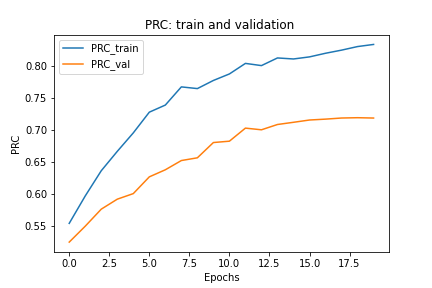 PRC: train and validation
PRC_train
PRC_val
PRC
0.80
0.75
0.70
0.65
0.60
0.55
0.0 2.5 5.0 7.5 10.0 12.5 15.0 17.5
Epochs